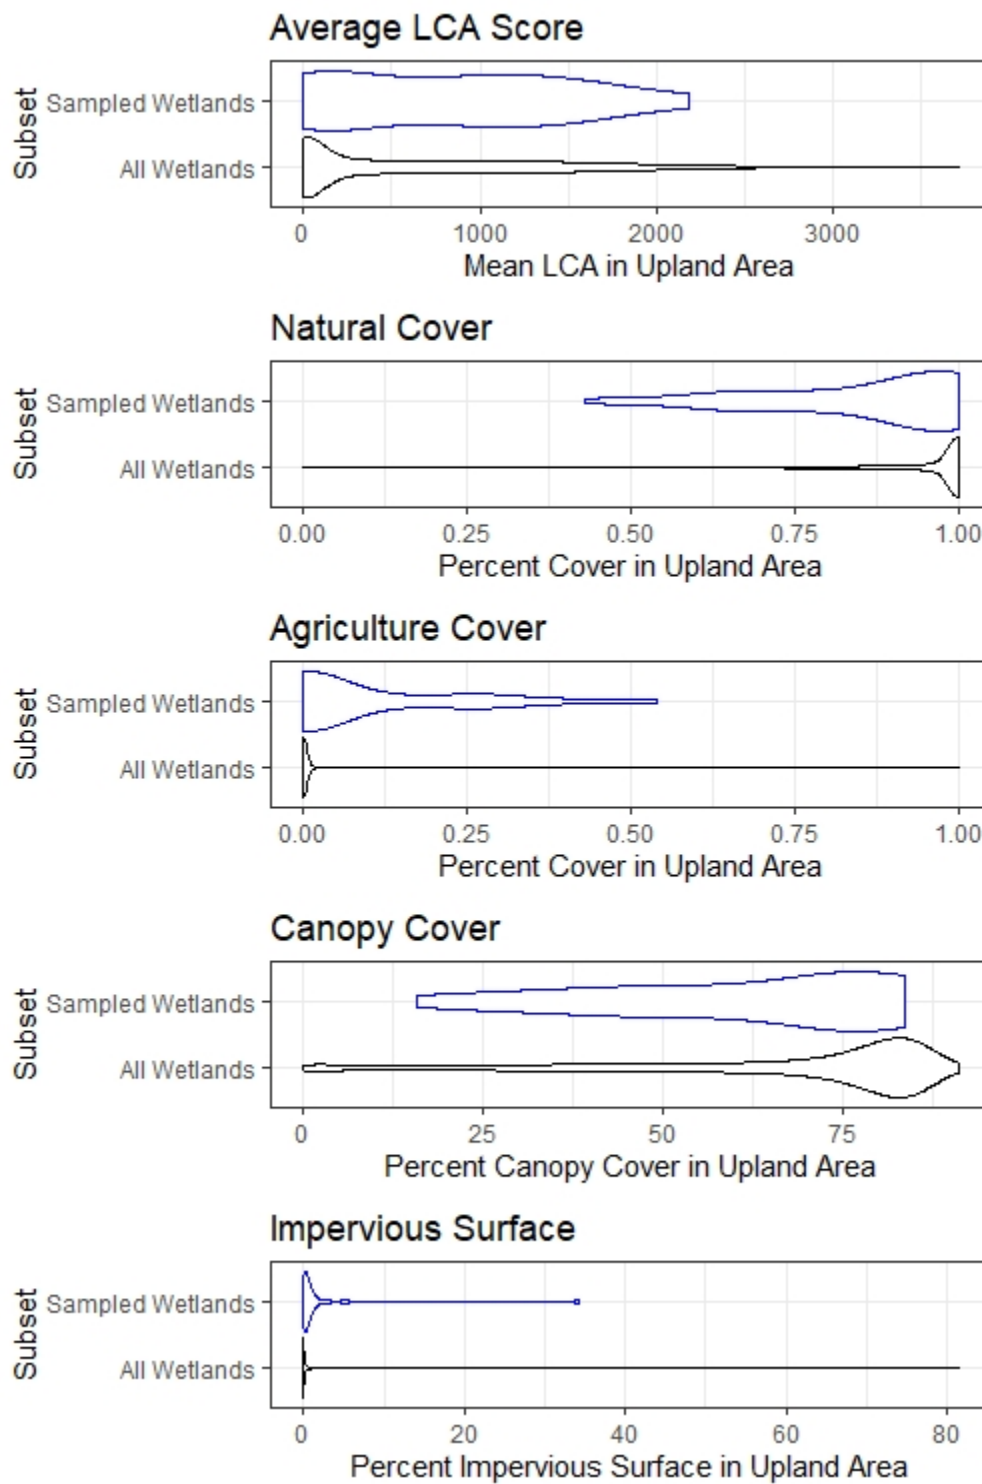 Average LCA Score
Subset
Sampled Wetlands
All Wetlands
0 1000 2000 3000
Mean LCA in Upland Area
Natural Cover
Subset
Sampled Wetlands
All Wetlands
0.00 0.25 0.50 0.75 1.00
Percent Cover in Upland Area
Agriculture Cover
Subset
Sampled Wetlands
All Wetlands
0.00 0.25 0.50 0.75 1.00
Percent Cover in Upland Area
Canopy Cover
Subset
Sampled Wetlands
All Wetlands
0 25 50 75
Percent Canopy Cover in Upland Area
Impervious Surface
Subset
Sampled Wetlands
All Wetlands
0 20 40 60 80
Percent Impervious Surface in Upland Area